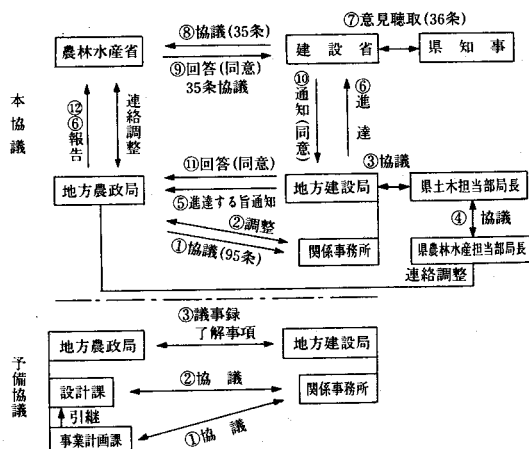 ⑧協議(35条)
⑦意見聴取(36条)
農林水産省
建設省
県知事
⑨回答(同意)
35条協議
本協議
⑫
⑥報告
連絡調整
⑩通知(同意)
⑥進達
⑪回答(同意)
③協議
地方農政局
地方建設局
県土木担当部局長
⑤進達する旨通知
②調整
④協議
①協議(95条)
関係事務所
県農林水産担当部局長
連絡調整
予備協議
③議事録
了解事項
地方農政局
地方建設局
②協議
設計課
関係事務所
引継
①協議
事業計画課